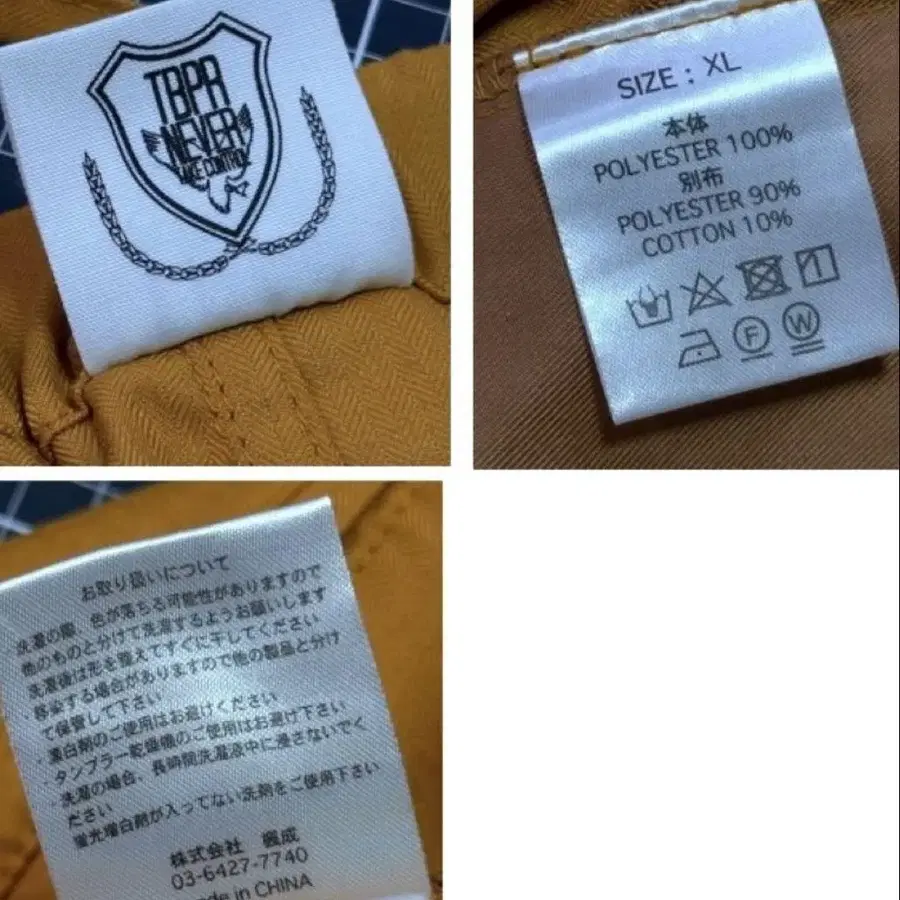 TBPR
NEVER
TAKE CONTROL
SIZE : XL
本体
POLYESTER 100%
別布
POLYESTER 90%
COTTON 10%
F
W
お取り扱いについて
洗濯の際、色が落ちる可能性がありますので
他のものと分けて洗濯するようお願いします
洗濯後は形を整えてすぐに干してください
・移染する場合がありますので他の製品と分け
て保管して下さい
・漂白剤のご使用はお避けください
・タンブラー乾燥機のご使用はお避け下さい
・洗濯の場合、長時間洗濯液中に浸さないでく
ださい
蛍光増白剤が入ってない洗剤をご使用下さい
株式会社 楓成
03-6427-7740
Made in CHINA